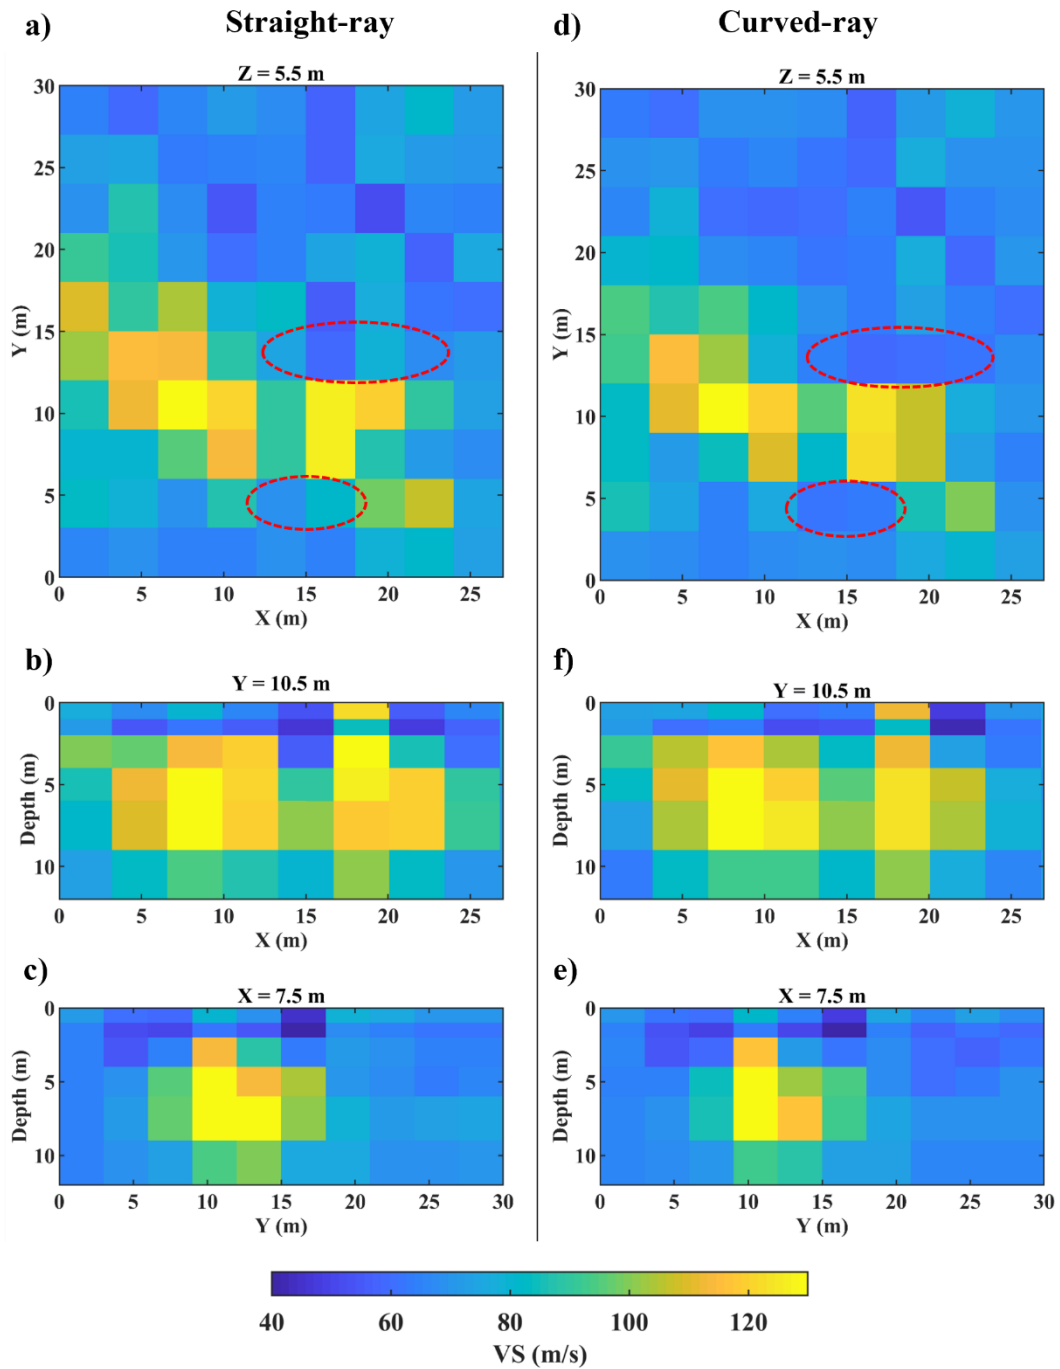 a)
Straight-ray
d)
Curved-ray
Z = 5.5 m
30
25
20
15
10
5
0
Y (m)
0 5 10 15 20 25
X (m)
Z = 5.5 m
30
25
20
15
10
5
0
Y (m)
0 5 10 15 20 25
X (m)
b)
Y = 10.5 m
0
5
10
Depth (m)
0 5 10 15 20 25
X (m)
f)
Y = 10.5 m
0
5
10
Depth (m)
0 5 10 15 20 25
X (m)
c)
X = 7.5 m
0
5
10
Depth (m)
0 5 10 15 20 25 30
Y (m)
e)
X = 7.5 m
0
5
10
Depth (m)
0 5 10 15 20 25 30
Y (m)
40 60 80 100 120
VS (m/s)